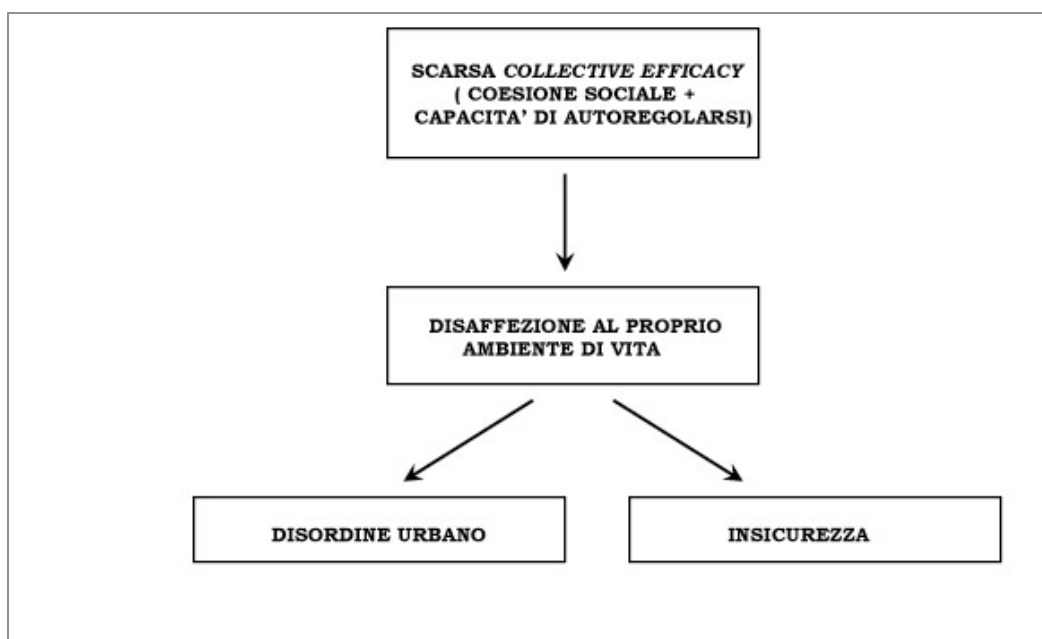 SCARSA COLLECTIVE EFFICACY
( COESIONE SOCIALE +
CAPACITA’ DI AUTOREGOLARSI)
DISAFFEZIONE AL PROPRIO
AMBIENTE DI VITA
DISORDINE URBANO
INSICUREZZA